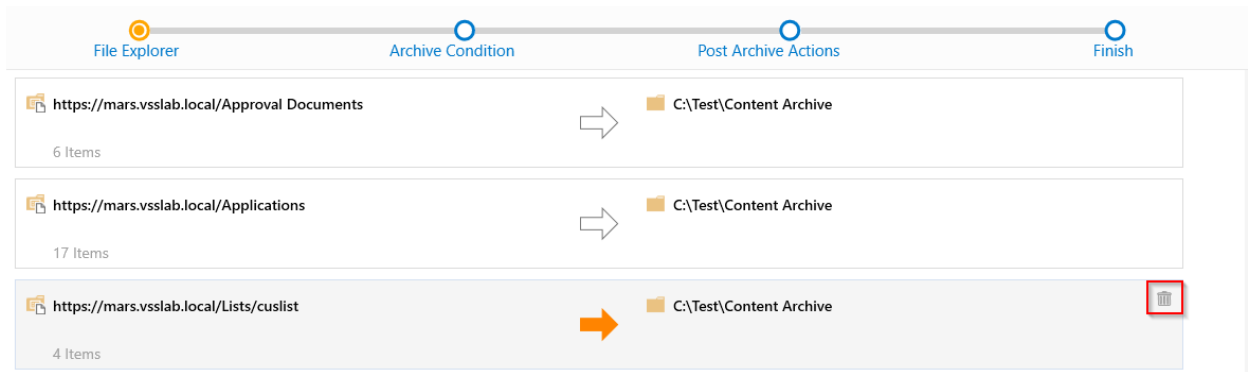 File Explorer Archive Condition Post Archive Actions Finish
https://mars.vsslab.local/Approval Documents C:\Test\Content Archive
6 Items
https://mars.vsslab.local/Applications C:\Test\Content Archive
17 Items
https://mars.vsslab.local/Lists/cuslist C:\Test\Content Archive
4 Items